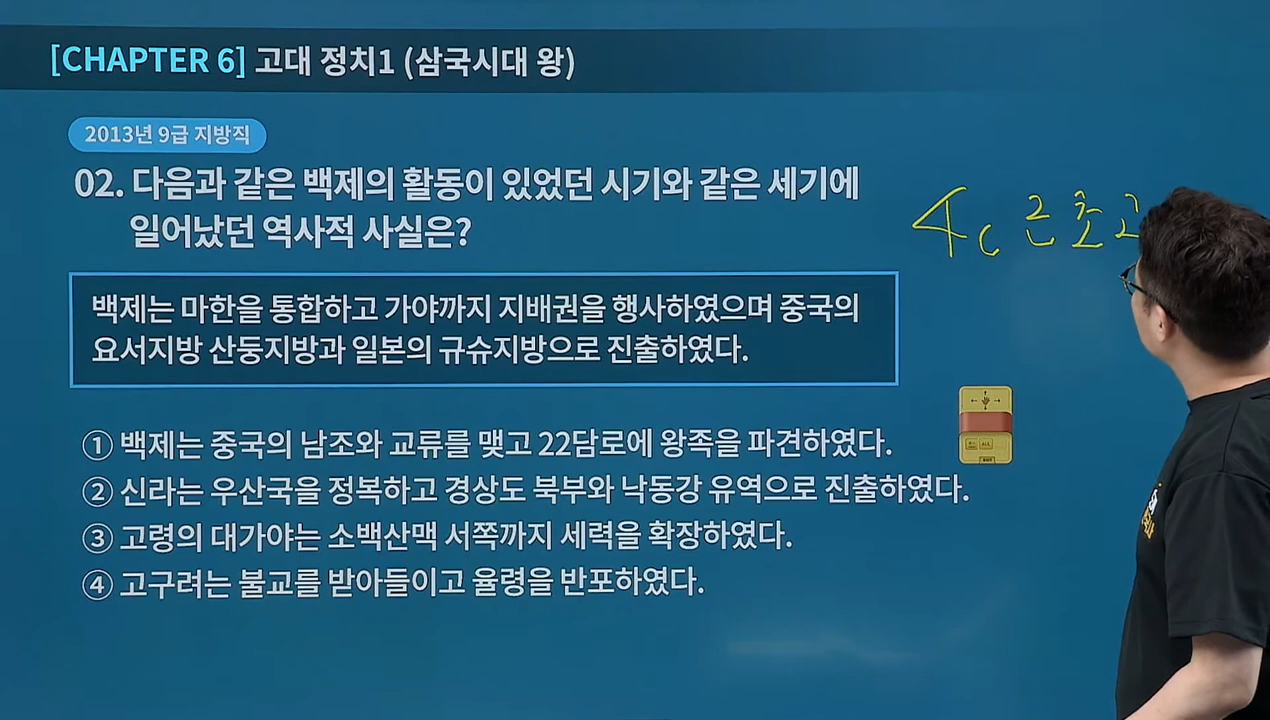 [CHAPTER 6] 고대 정치1 (삼국시대 왕)
2013년 9급 지방직
02. 다음과 같은 백제의 활동이 있었던 시기와 같은 세기에
일어났던 역사적 사실은?
4c 근초고
백제는 마한을 통합하고 가야까지 지배권을 행사하였으며 중국의
요서지방 산둥지방과 일본의 규슈지방으로 진출하였다.
① 백제는 중국의 남조와 교류를 맺고 22담로에 왕족을 파견하였다.
② 신라는 우산국을 정복하고 경상도 북부와 낙동강 유역으로 진출하였다.
③ 고령의 대가야는 소백산맥 서쪽까지 세력을 확장하였다.
④ 고구려는 불교를 받아들이고 율령을 반포하였다.